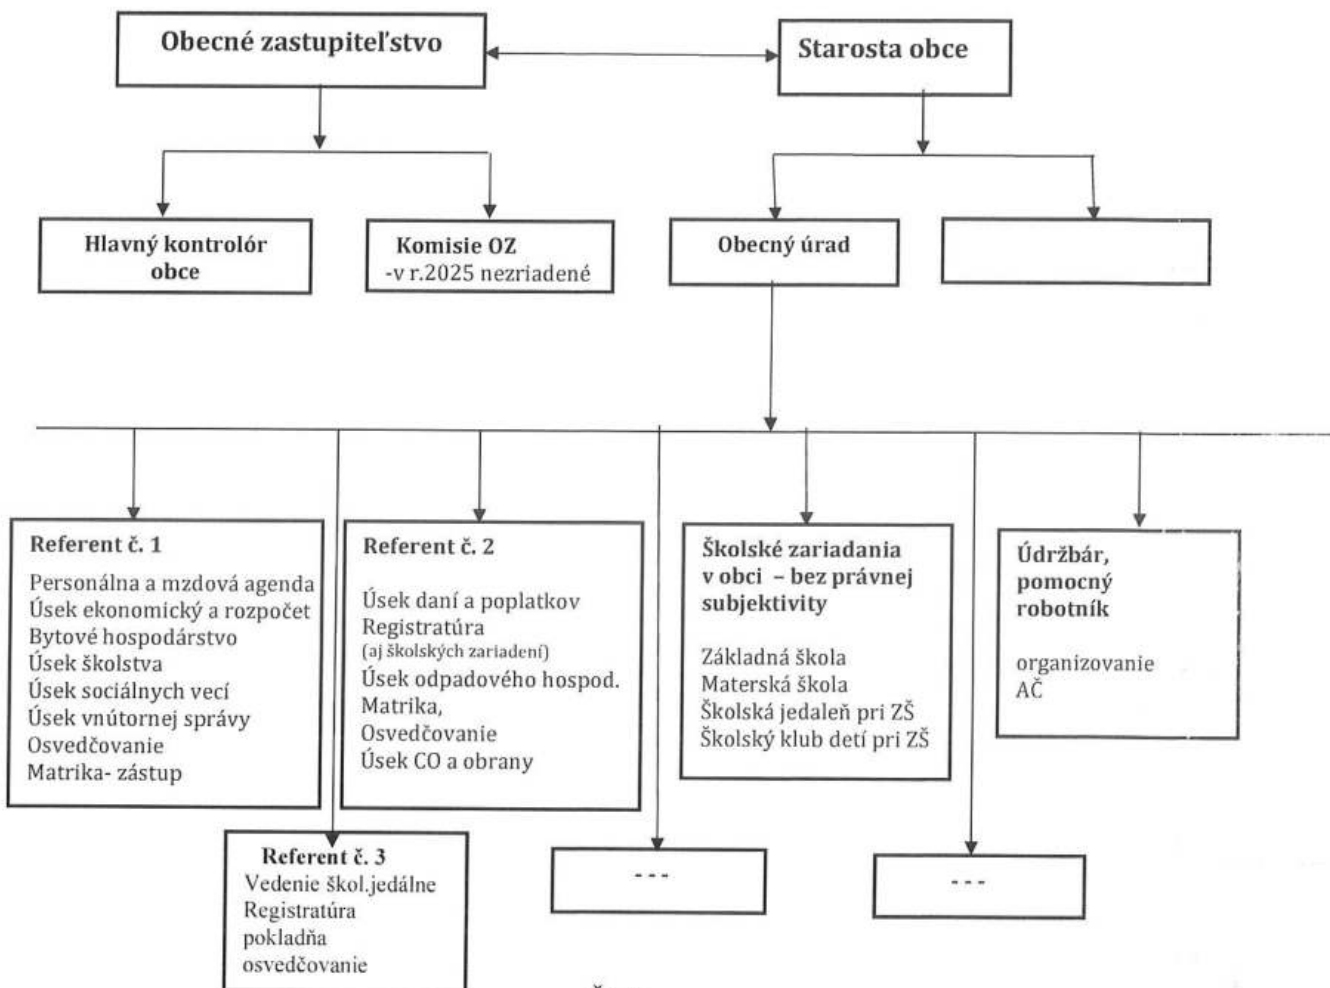 Obecné zastupiteľstvo
Starosta obce
Hlavný kontrolór
obce
Komisie OZ
-v r.2025 nezriadené
Obecný úrad
Referent č. 1
Personálna a mzdová agenda
Úsek ekonomický a rozpočet
Bytové hospodárstvo
Úsek školstva
Úsek sociálnych vecí
Úsek vnútornej správy
Osvedčovanie
Matrika- zástup
Referent č. 2
Úsek daní a poplatkov
Registratúra
(aj školských zariadení)
Úsek odpadového hospod.
Matrika,
Osvedčovanie
Úsek CO a obrany
Školské zariadania
v obci – bez právnej
subjektivity
Základná škola
Materská škola
Školská jedaleň pri ZŠ
Školský klub detí pri ZŠ
Údržbár,
pomocný
robotník
organizovanie
AČ
Referent č. 3
Vedenie škol.jedálne
Registratúra
pokladňa
osvedčovanie
- - -
- - -